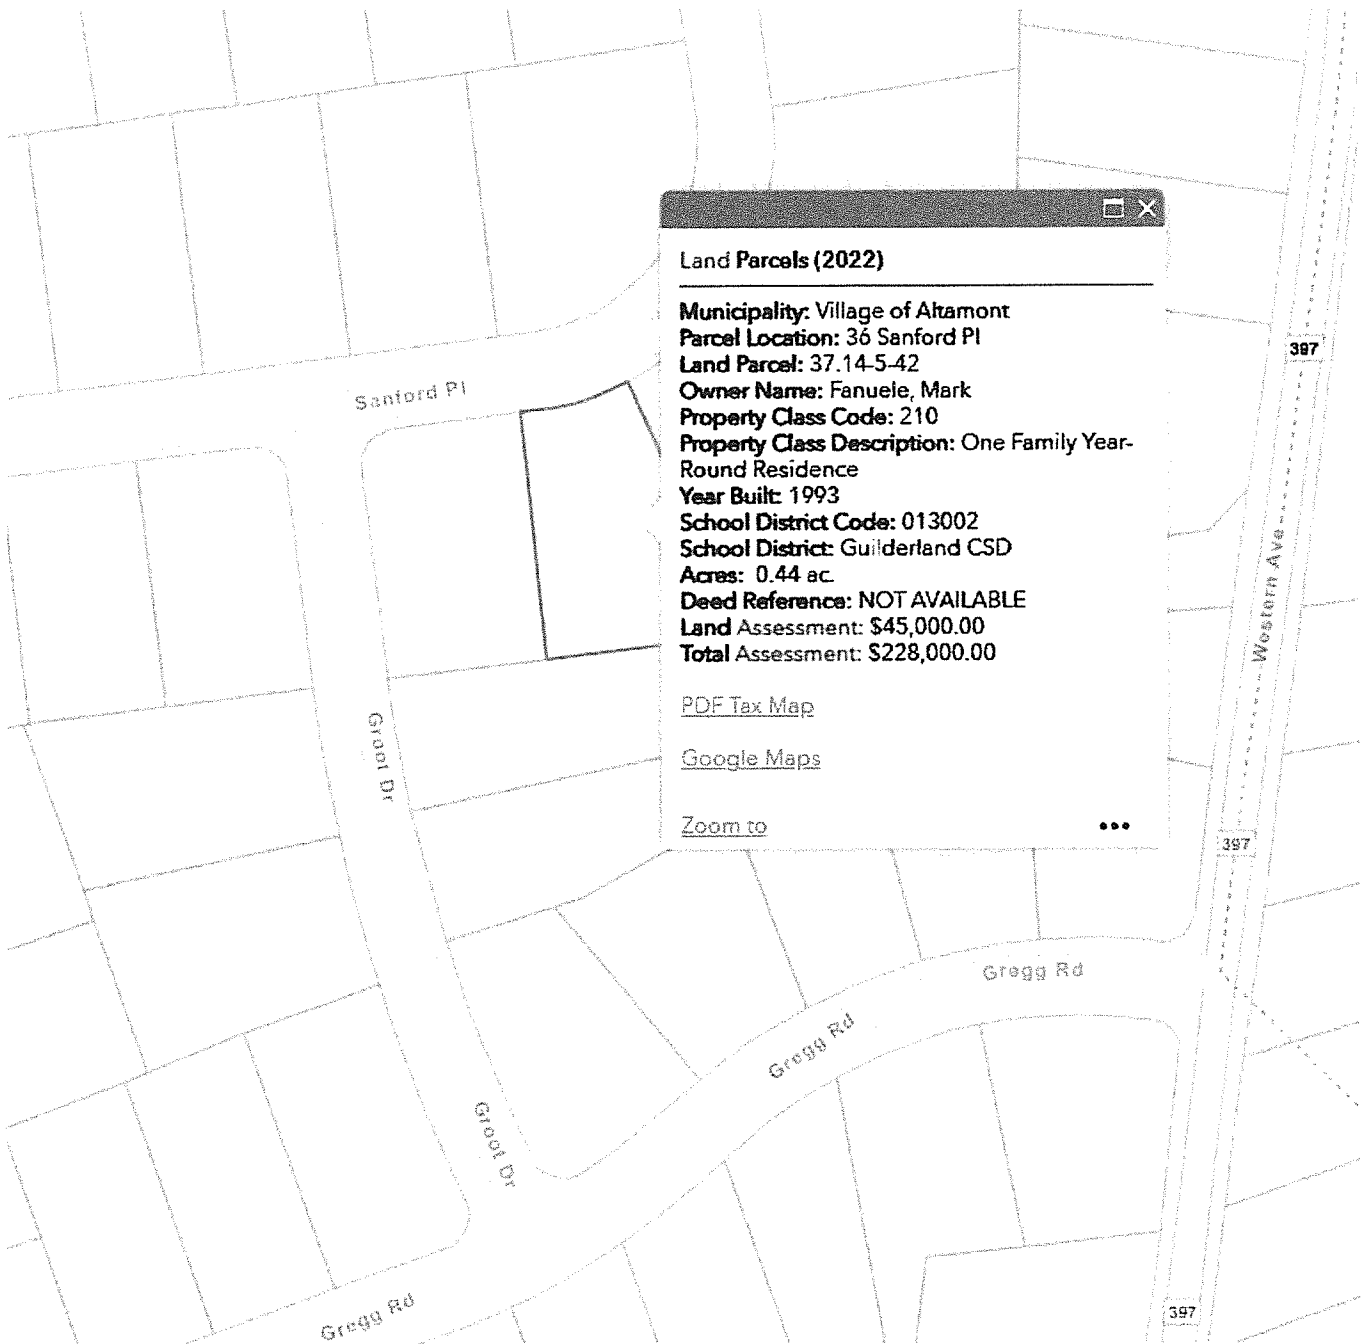 Land Parcels (2022)
Municipality: Village of Altamont
Parcel Location: 36 Sanford Pl
Land Parcel: 37.14-5-42
Owner Name: Fanuele, Mark
Property Class Code: 210
Property Class Description: One Family Year-
Round Residence
Year Built: 1993
School District Code: 013002
School District: Guilderland CSD
Acres: 0.44 ac.
Deed Reference: NOT AVAILABLE
Land Assessment: $45,000.00
Total Assessment: $228,000.00
PDF Tax Map
Google Maps
Zoom to
•••
397
Sanford Pl
Western Ave
Groot Dr
397
Gregg Rd
Gregg Rd
Groot Dr
Gregg Rd
397